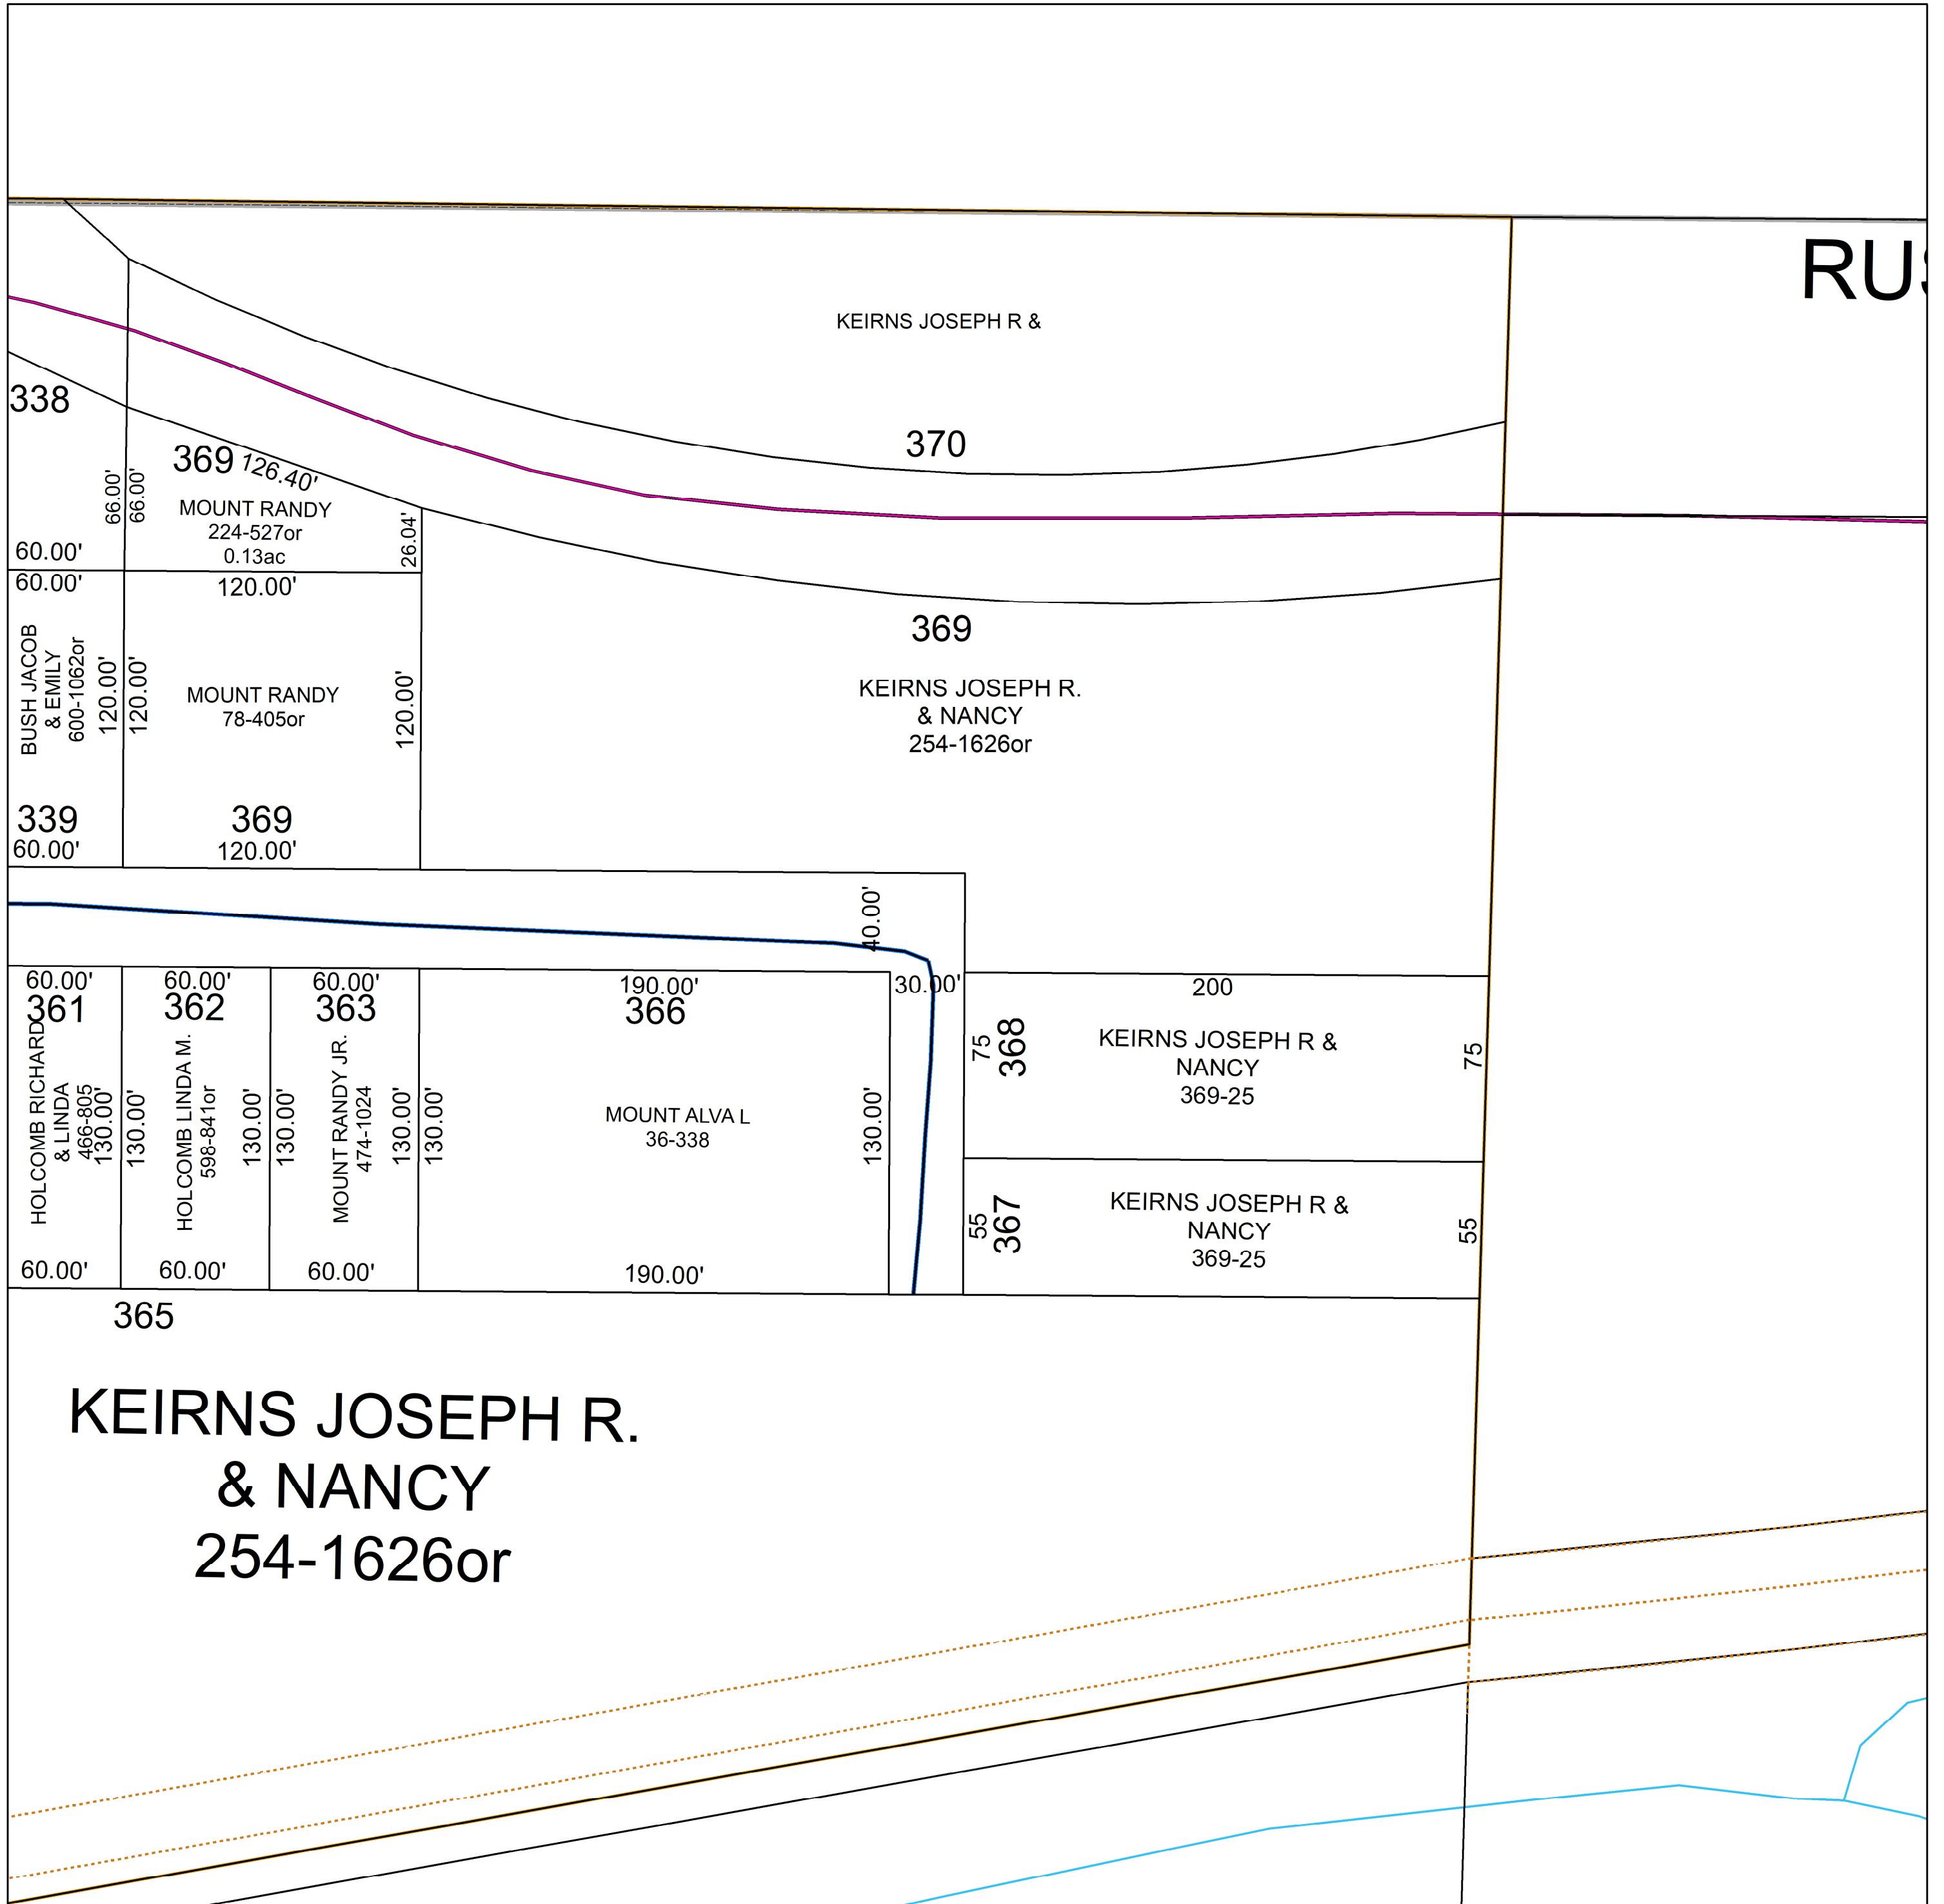 RUS
KEIRNS JOSEPH R &
370
338
369
126.40'
66.00'
66.00'
MOUNT RANDY
224-527or
0.13ac
26.04'
60.00'
60.00'
120.00'
369
KEIRNS JOSEPH R.
& NANCY
254-1626or
BUSH JACOB
& EMILY
600-1062or
120.00'
120.00'
MOUNT RANDY
78-405or
120.00'
339
60.00'
369
120.00'
40.00'
30.00'
60.00'
361
HOLCOMB RICHARD
& LINDA
466-805
130.00'
60.00'
60.00'
362
130.00'
HOLCOMB LINDA M.
598-841or
130.00'
60.00'
60.00'
363
130.00'
MOUNT RANDY JR.
474-1024
130.00'
60.00'
190.00'
366
130.00'
MOUNT ALVA L
36-338
130.00'
190.00'
200
75
368
KEIRNS JOSEPH R &
NANCY
369-25
75
55
367
KEIRNS JOSEPH R &
NANCY
369-25
55
365
KEIRNS JOSEPH R.
& NANCY
254-1626or